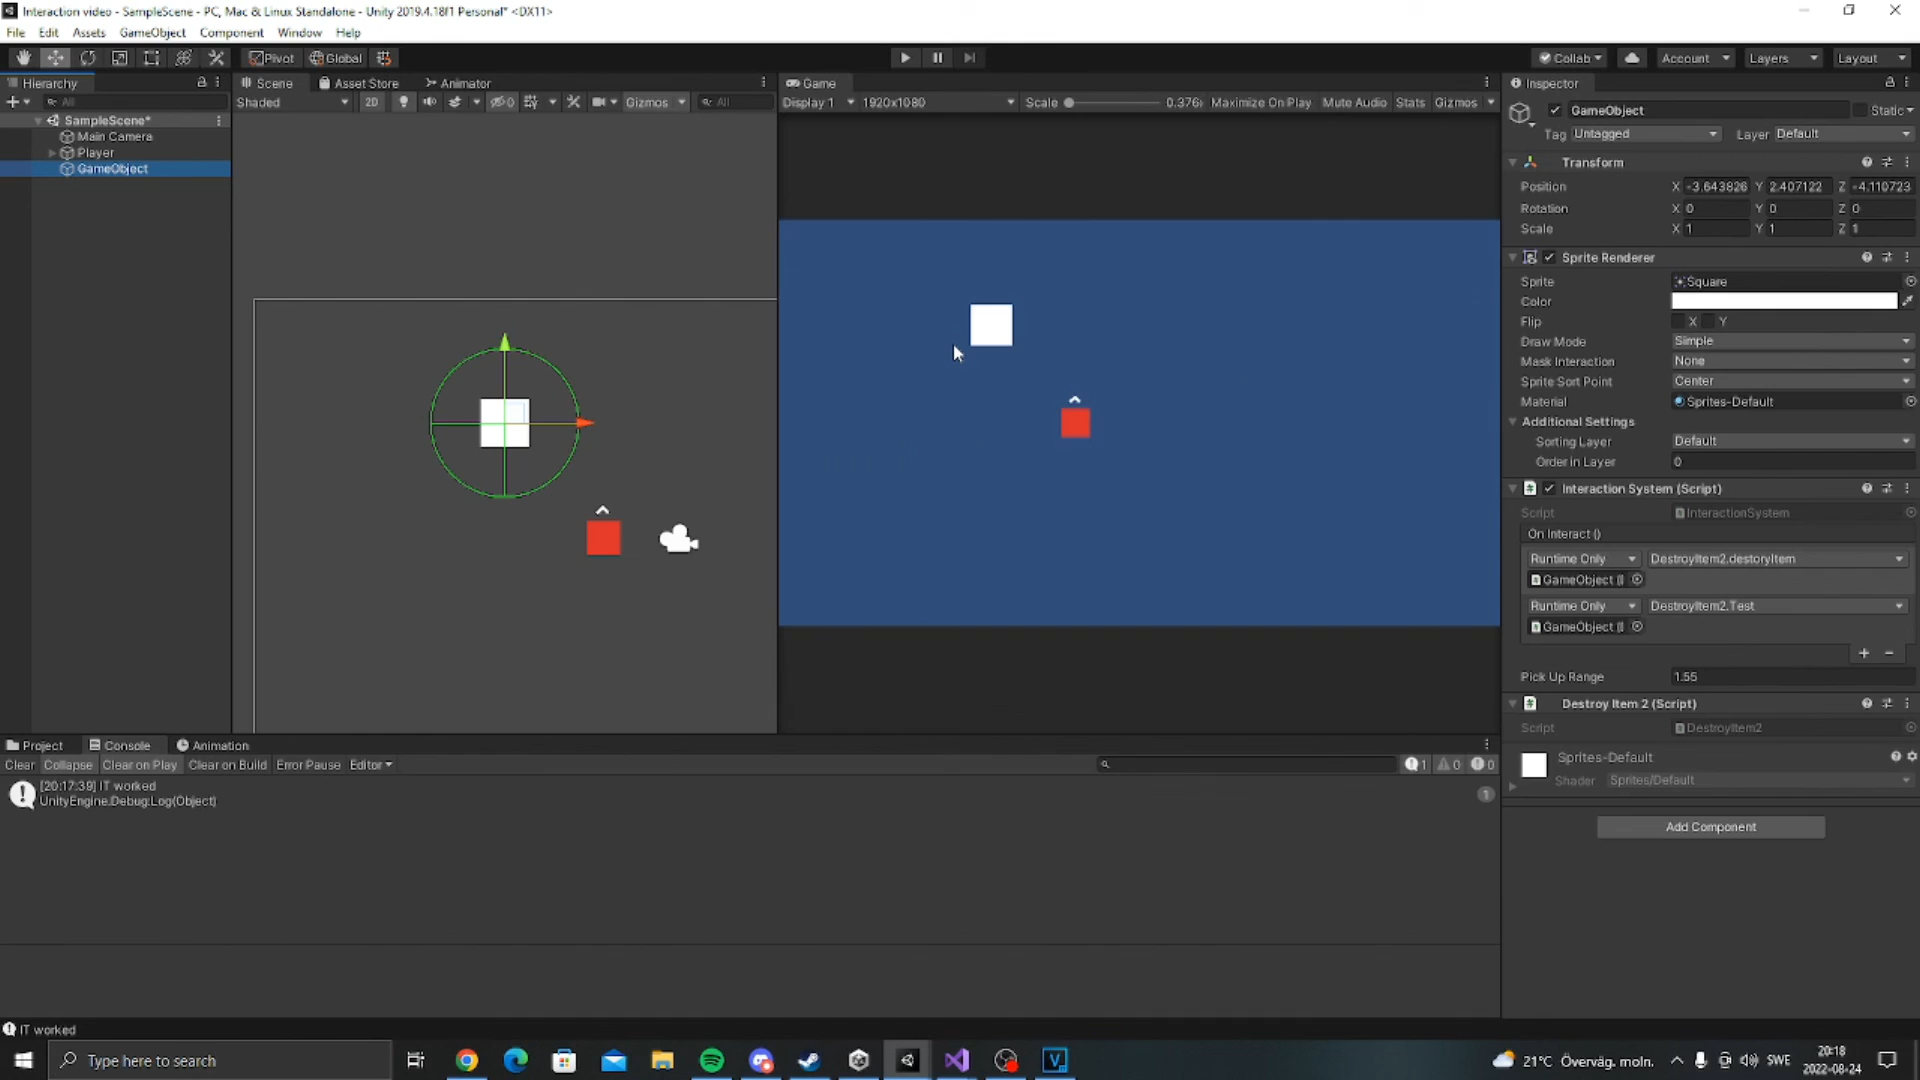 Interaction video - SampleScene - PC, Mac & Linux Standalone - Unity 2019.4.18f1 Personal* <DX11>
File Edit Assets GameObject Component Window Help
Pivot Global Collab Account Layers Layout
Hierarchy Scene Asset Store Animator Game Inspector
All Shaded 2D 0 Gizmos All Display 1 1920x1080 Scale 0.376 Maximize On Play Mute Audio Stats Gizmos
GameObject Static
SampleScene*
Main Camera
Player
GameObject
Tag Untagged Layer Default
Transform
Position X -3.643826 Y 2.407122 Z -4.110723
Rotation X 0 Y 0 Z 0
Scale X 1 Y 1 Z 1
Sprite Renderer
Sprite Square
Color
Flip X Y
Draw Mode Simple
Mask Interaction None
Sprite Sort Point Center
Material Sprites-Default
Additional Settings
Sorting Layer Default
Order in Layer 0
Interaction System (Script)
Script InteractionSystem
On Interact ()
Runtime Only DestroyItem2.destoryItem
GameObject
Runtime Only DestroyItem2.Test
GameObject
+ -
Pick Up Range 1.55
Destroy Item 2 (Script)
Script DestroyItem2
Sprites-Default
Shader Sprites/Default
Add Component
Project Console Animation
Clear Collapse Clear on Play Clear on Build Error Pause Editor 1 0 0
[20:17:39] IT worked
UnityEngine.Debug:Log(Object)
1
IT worked
Type here to search
21°C Överväg. moln. SWE 20:18
2022-08-24